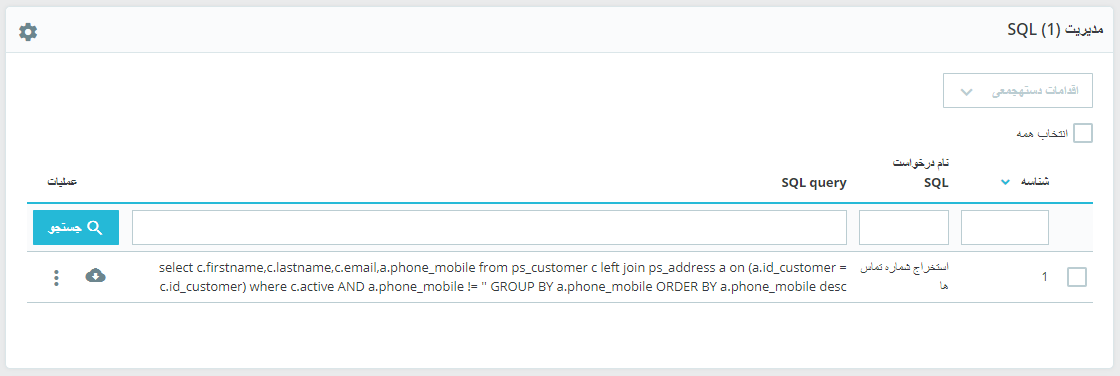 مدیریت SQL (1)
اقدامات دستهجمعی
انتخاب همه
شناسه
نام درخواست
SQL
SQL query
عملیات
جستجو
1
استخراج شماره تماس
ها
select c.firstname,c.lastname,c.email,a.phone_mobile from ps_customer c left join ps_address a on (a.id_customer =
c.id_customer) where c.active AND a.phone_mobile != '' GROUP BY a.phone_mobile ORDER BY a.phone_mobile desc